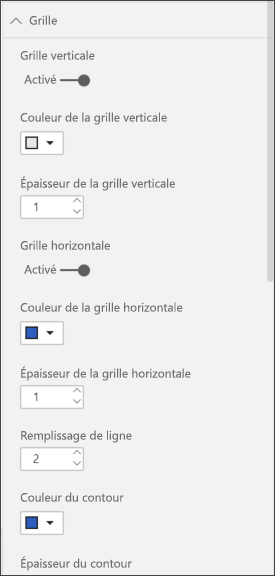 Grille
Grille verticale
Activé
Couleur de la grille verticale
Épaisseur de la grille verticale
1
Grille horizontale
Activé
Couleur de la grille horizontale
Épaisseur de la grille horizontale
1
Remplissage de ligne
2
Couleur du contour
Épaisseur du contour